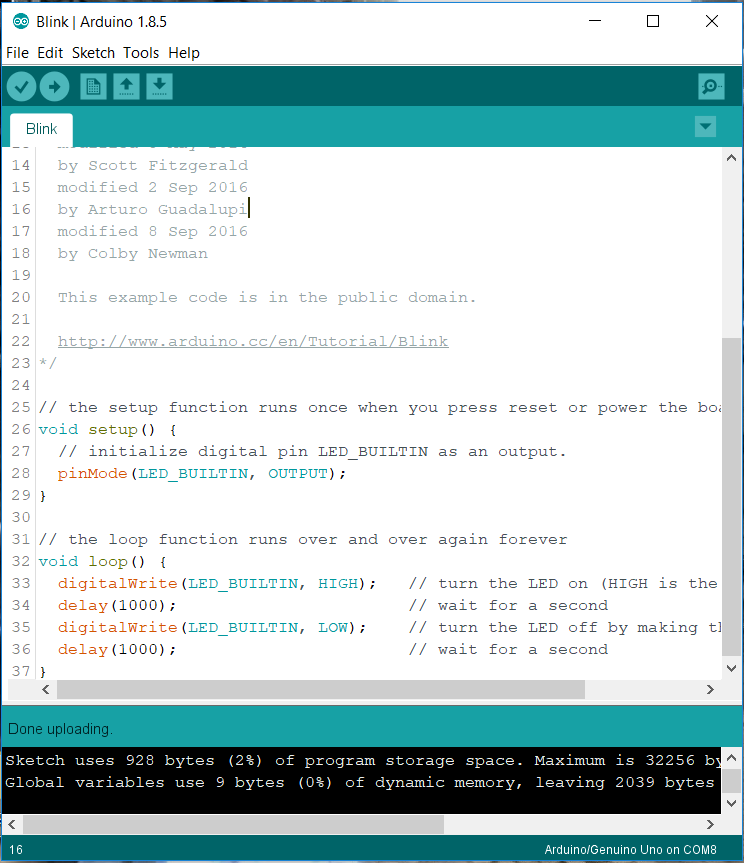 Blink | Arduino 1.8.5
File Edit Sketch Tools Help
Blink
14 by Scott Fitzgerald
15 modified 2 Sep 2016
16 by Arturo Guadalupi
17 modified 8 Sep 2016
18 by Colby Newman
19
20 This example code is in the public domain.
21
22 http://www.arduino.cc/en/Tutorial/Blink
23 */
24
25 // the setup function runs once when you press reset or power the boa
26 void setup() {
27 // initialize digital pin LED_BUILTIN as an output.
28 pinMode(LED_BUILTIN, OUTPUT);
29 }
30
31 // the loop function runs over and over again forever
32 void loop() {
33 digitalWrite(LED_BUILTIN, HIGH); // turn the LED on (HIGH is the
34 delay(1000); // wait for a second
35 digitalWrite(LED_BUILTIN, LOW); // turn the LED off by making th
36 delay(1000); // wait for a second
37 }
Done uploading.
Sketch uses 928 bytes (2%) of program storage space. Maximum is 32256 by
Global variables use 9 bytes (0%) of dynamic memory, leaving 2039 bytes
16 Arduino/Genuino Uno on COM8